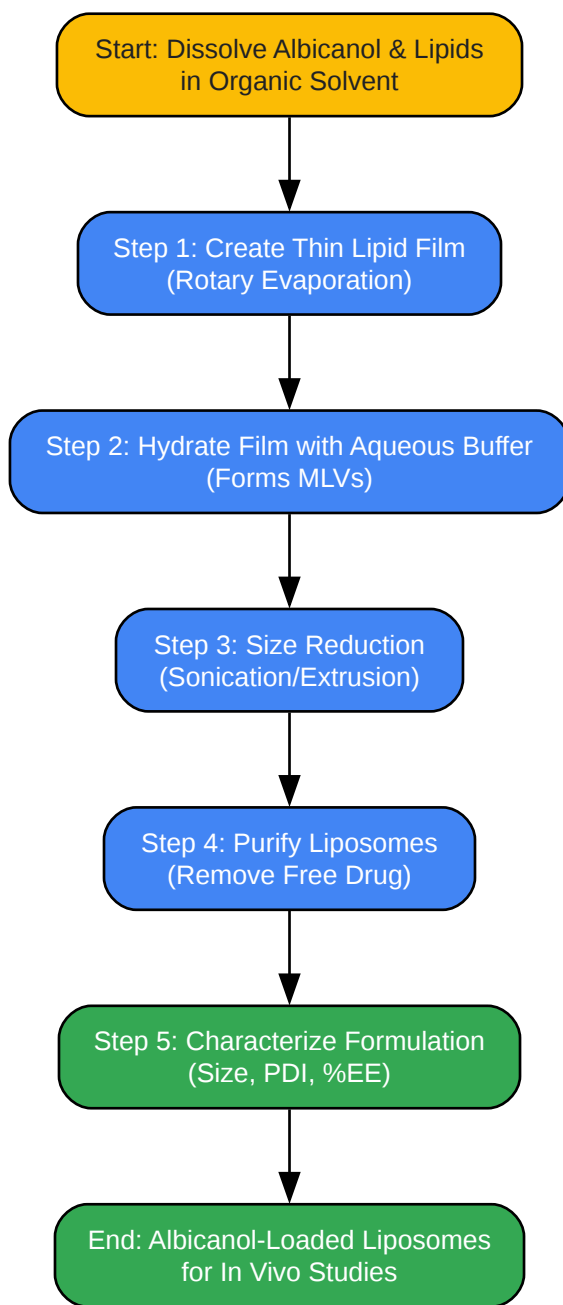 Start: Dissolve Albicanol & Lipids
in Organic Solvent
Step 1: Create Thin Lipid Film
(Rotary Evaporation)
Step 2: Hydrate Film with Aqueous Buffer
(Forms MLVs)
Step 3: Size Reduction
(Sonication/Extrusion)
Step 4: Purify Liposomes
(Remove Free Drug)
Step 5: Characterize Formulation
(Size, PDI, %EE)
End: Albicanol-Loaded Liposomes
for In Vivo Studies